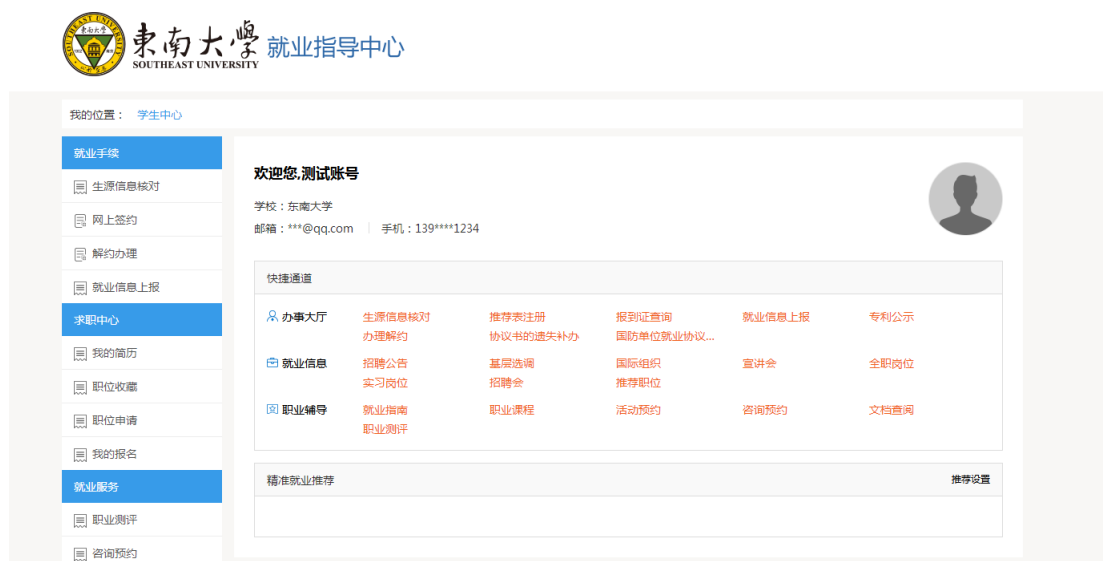 東南大學 就业指导中心
SOUTHEAST UNIVERSITY
我的位置： 学生中心
就业手续
生源信息核对
网上签约
解约办理
就业信息上报
求职中心
我的简历
职位收藏
职位申请
我的报名
就业服务
职业测评
咨询预约
欢迎您,测试账号
学校：东南大学
邮箱：***@qq.com 手机：139****1234
快捷通道
办事大厅 生源信息核对 推荐表注册 报到证查询 就业信息上报 专利公示
办理解约 协议书的遗失补办 国防单位就业协议...
就业信息 招聘公告 基层选调 国际组织 宣讲会 全职岗位
实习岗位 招聘会 推荐职位
职业辅导 就业指南 职业课程 活动预约 咨询预约 文档查阅
职业测评
精准就业推荐 推荐设置